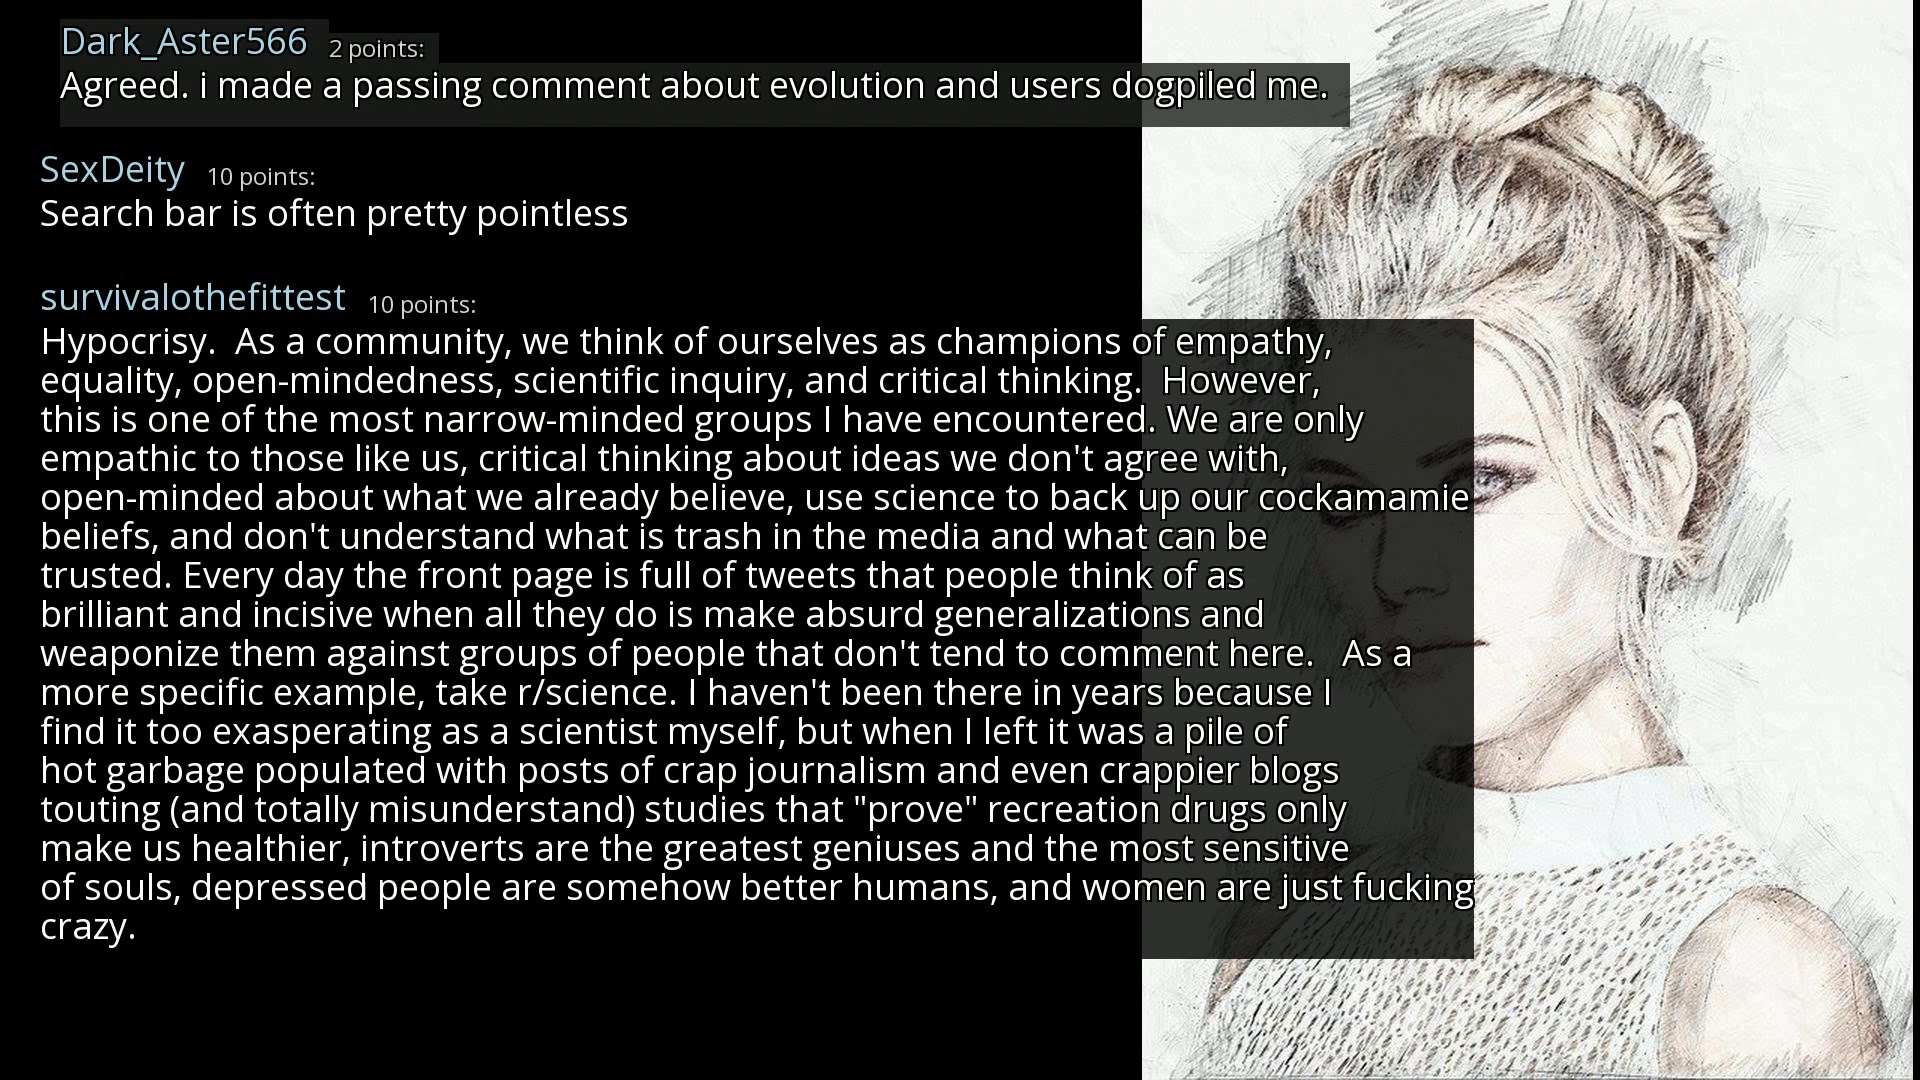 Dark_Aster566 2 points:
Agreed. i made a passing comment about evolution and users dogpiled me.
SexDeity 10 points:
Search bar is often pretty pointless
survivalothefittest 10 points:
Hypocrisy.  As a community, we think of ourselves as champions of empathy,
equality, open-mindedness, scientific inquiry, and critical thinking.  However,
this is one of the most narrow-minded groups I have encountered. We are only
empathic to those like us, critical thinking about ideas we don't agree with,
open-minded about what we already believe, use science to back up our cockamamie
beliefs, and don't understand what is trash in the media and what can be
trusted. Every day the front page is full of tweets that people think of as
brilliant and incisive when all they do is make absurd generalizations and
weaponize them against groups of people that don't tend to comment here.   As a
more specific example, take r/science. I haven't been there in years because I
find it too exasperating as a scientist myself, but when I left it was a pile of
hot garbage populated with posts of crap journalism and even crappier blogs
touting (and totally misunderstand) studies that "prove" recreation drugs only
make us healthier, introverts are the greatest geniuses and the most sensitive
of souls, depressed people are somehow better humans, and women are just fucking
crazy.